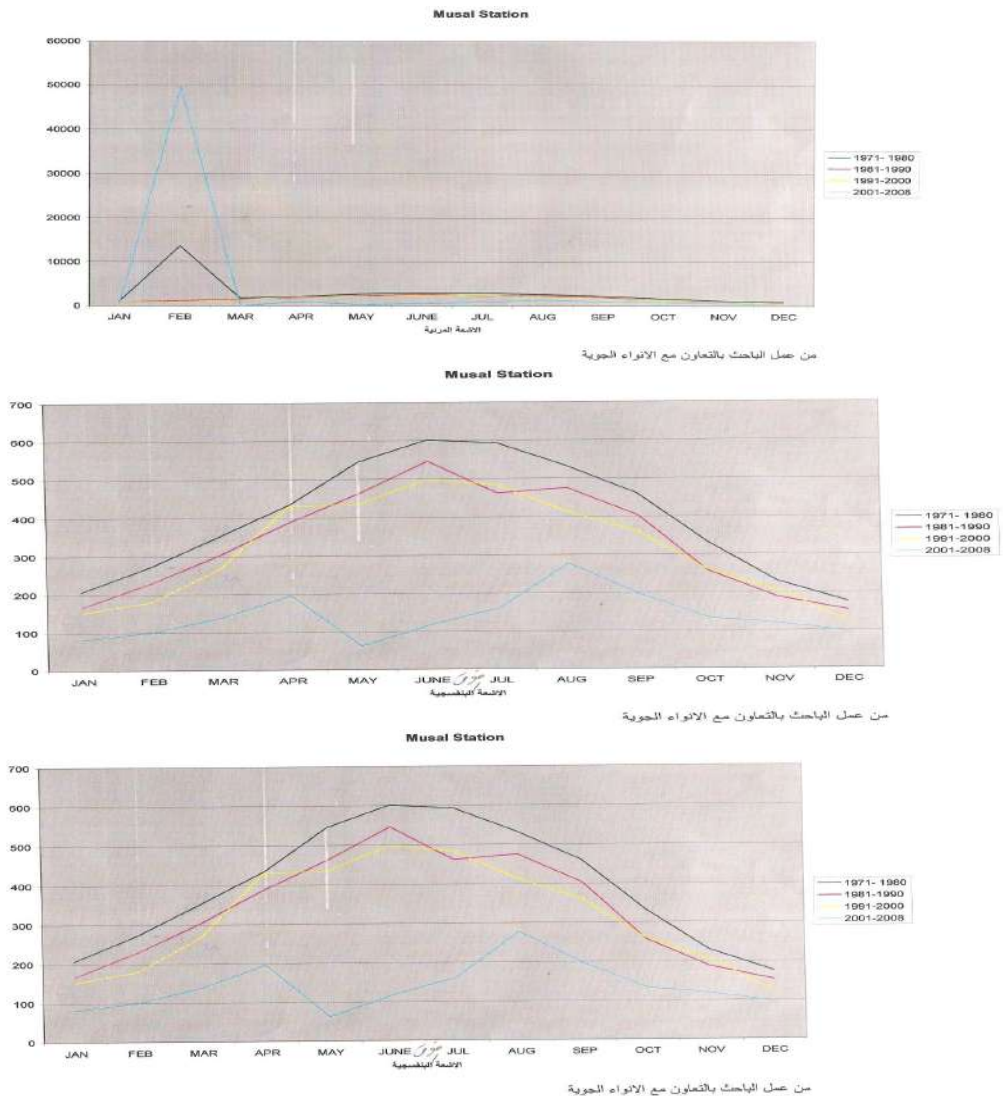 Musal Station
60000
50000
40000
30000
20000
10000
0
JAN FEB MAR APR MAY JUNE JUL AUG SEP OCT NOV DEC
الاشعة المرئية
1971- 1980
1981-1990
1991-2000
2001-2008
من عمل الباحث بالتعاون مع الانواء الجوية
Musal Station
700
600
500
400
300
200
100
0
JAN FEB MAR APR MAY JUNE JUL AUG SEP OCT NOV DEC
الاشعة البنفسجية
1971- 1980
1981-1990
1991-2000
2001-2008
من عمل الباحث بالتعاون مع الانواء الجوية
Musal Station
700
600
500
400
300
200
100
0
JAN FEB MAR APR MAY JUNE JUL AUG SEP OCT NOV DEC
الاشعة البنفسجية
1971- 1980
1981-1990
1991-2000
2001-2008
من عمل الباحث بالتعاون مع الانواء الجوية